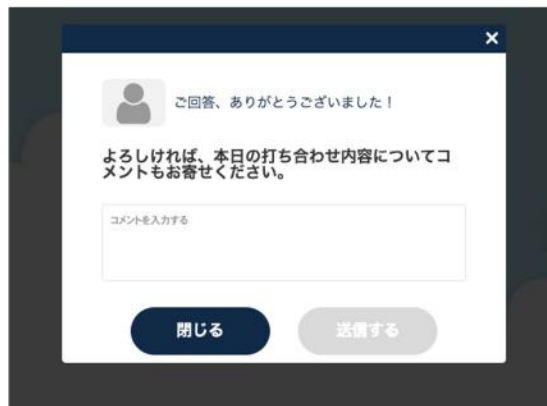 ×
ご回答、ありがとうございました！
よろしければ、本日の打ち合わせ内容についてコ
メントもお寄せください。
コメントを入力する
閉じる
送信する